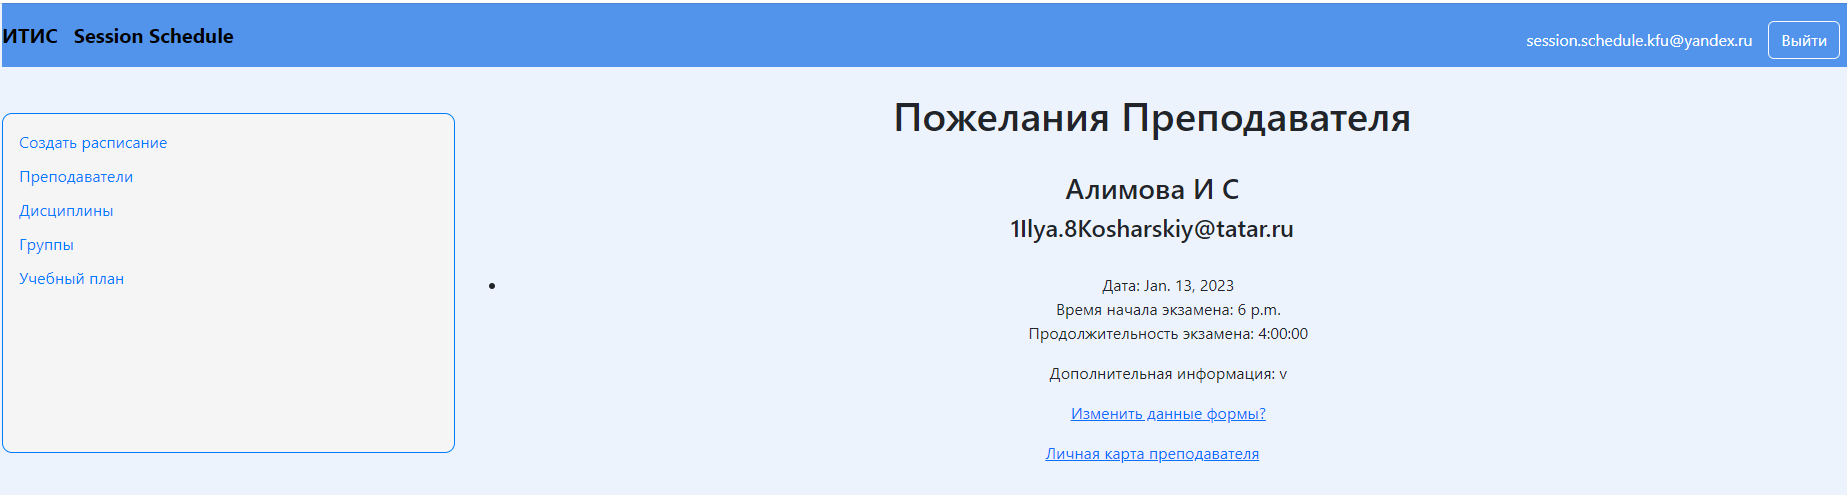 ИТИС Session Schedule
session.schedule.kfu@yandex.ru Выйти
Создать расписание
Преподаватели
Дисциплины
Группы
Учебный план
Пожелания Преподавателя
Алимова И С
1Ilya.8Kosharskiy@tatar.ru
Дата: Jan. 13, 2023
Время начала экзамена: 6 p.m.
Продолжительность экзамена: 4:00:00
Дополнительная информация: v
Изменить данные формы?
Личная карта преподавателя